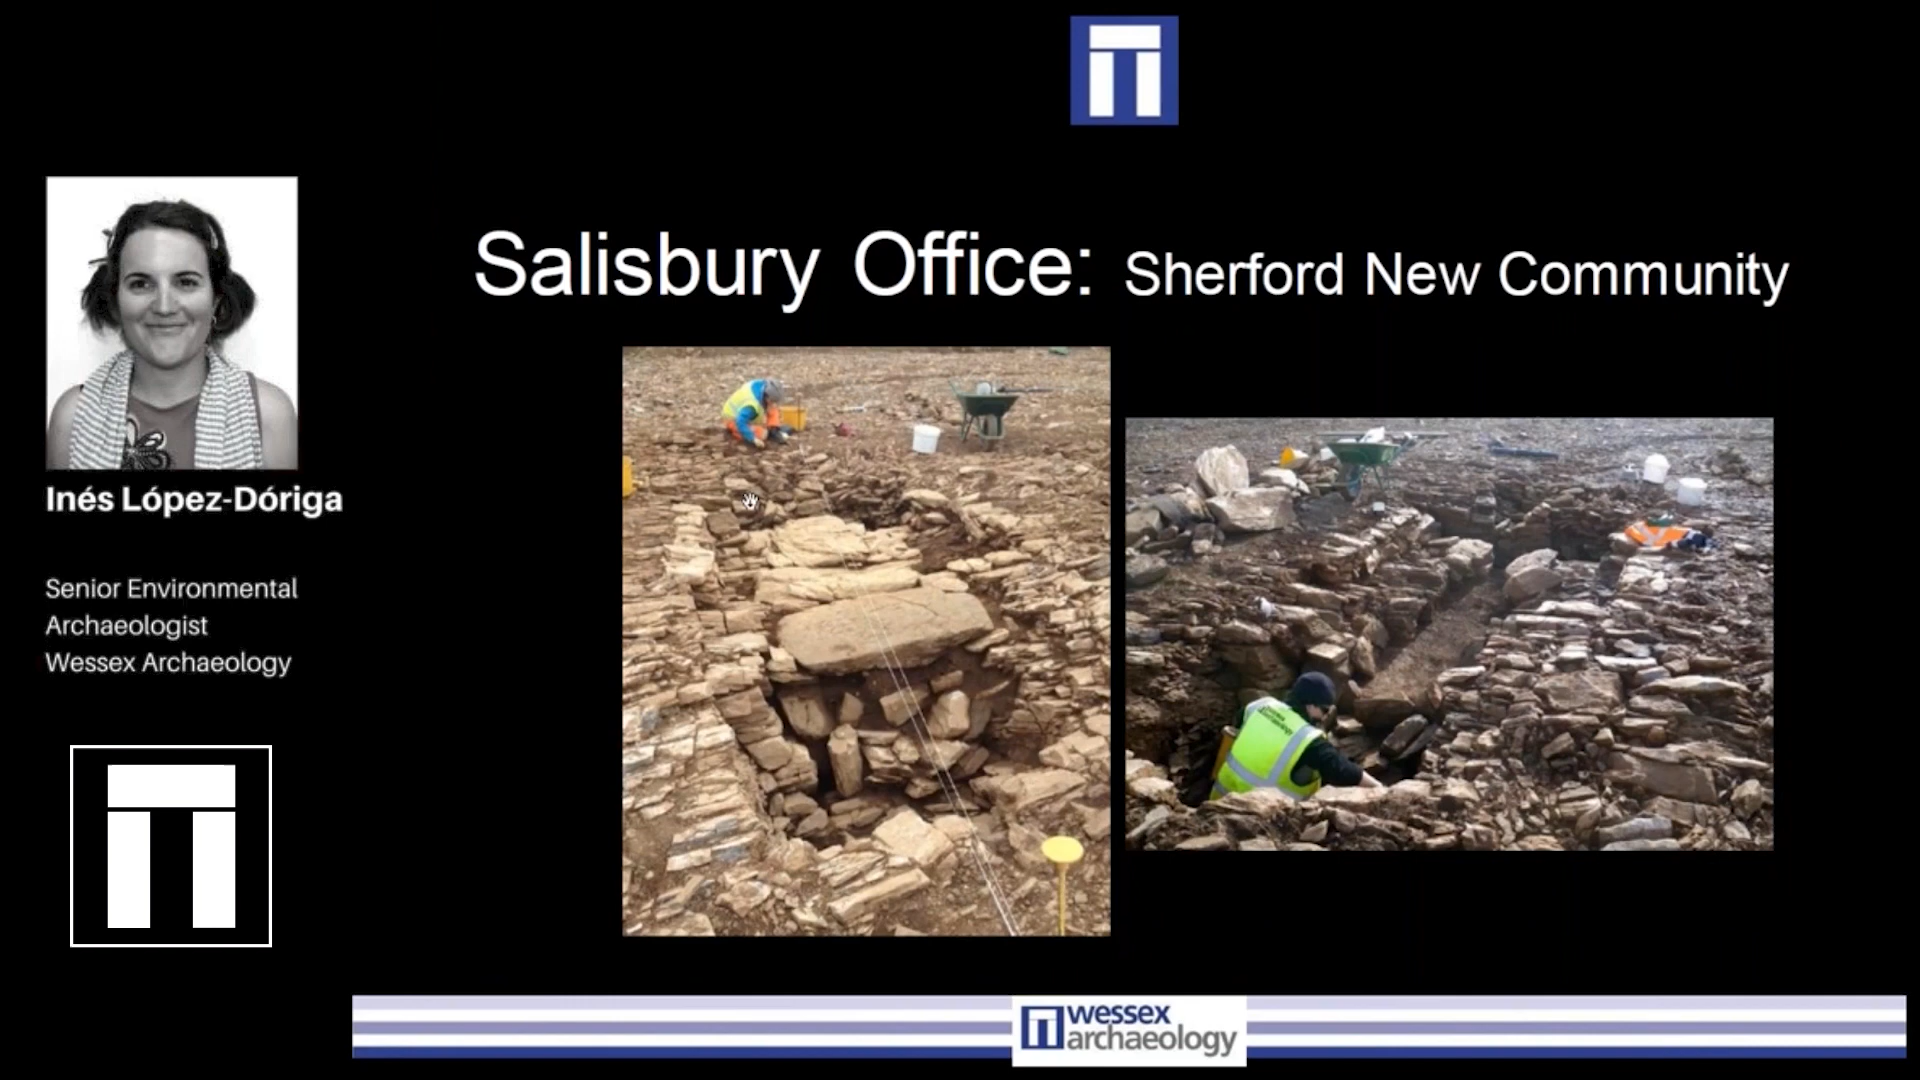 Salisbury Office: Sherford New Community
Inés López-Dóriga
Senior Environmental
Archaeologist
Wessex Archaeology
wessex
archaeology